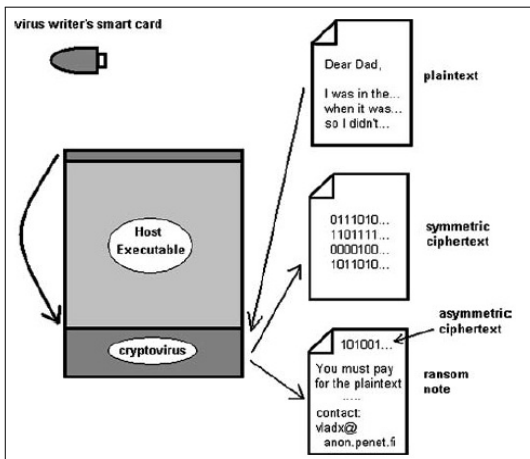 virus writer's smart card
Dear Dad,
I was in the...
when it was...
so I didn't...
plaintext
Host
Executable
cryptovirus
0111010...
1101111...
0000100...
1011010...
symmetric
ciphertext
asymmetric
ciphertext
101001...
You must pay
for the plaintext
.....
contact:
vladx@
anon.penet.fi
ransom
note